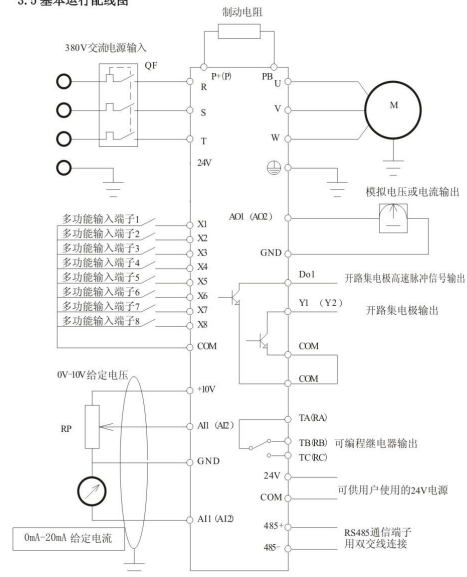 3.5 基本运行配线图
制动电阻
380V交流电源输入
QF
P+(P)
PB
R
U
S
V
M
T
W
24V
模拟电压或电流输出
AO1 (AO2)
GND
多功能输入端子1
X1
多功能输入端子2
X2
多功能输入端子3
X3
多功能输入端子4
X4
多功能输入端子5
X5
多功能输入端子6
X6
多功能输入端子7
X7
多功能输入端子8
X8
COM
Do1
开路集电极高速脉冲信号输出
Y1 (Y2)
开路集电极输出
COM
COM
0V-10V给定电压
+10V
RP
AI1 (AI2)
GND
AI1 (AI2)
0mA-20mA 给定电流
TA(RA)
TB(RB)
可编程继电器输出
TC(RC)
24V
可供用户使用的24V电源
COM
485+
RS485通信端子
用双交线连接
485-